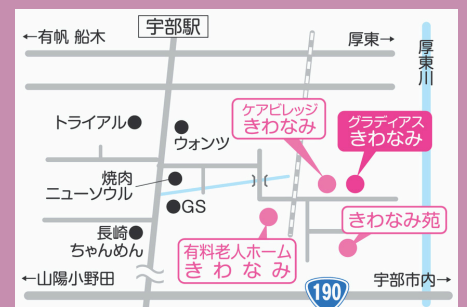 宇部駅
←有帆 船木
厚東→
厚東川
トライアル
ウォンツ
ケアビレッジ
きわなみ
グラディアス
きわなみ
焼肉
ニューソウル
GS
長崎
ちゃんめん
有料老人ホーム
きわなみ
きわなみ苑
←山陽小野田
190
宇部市内→